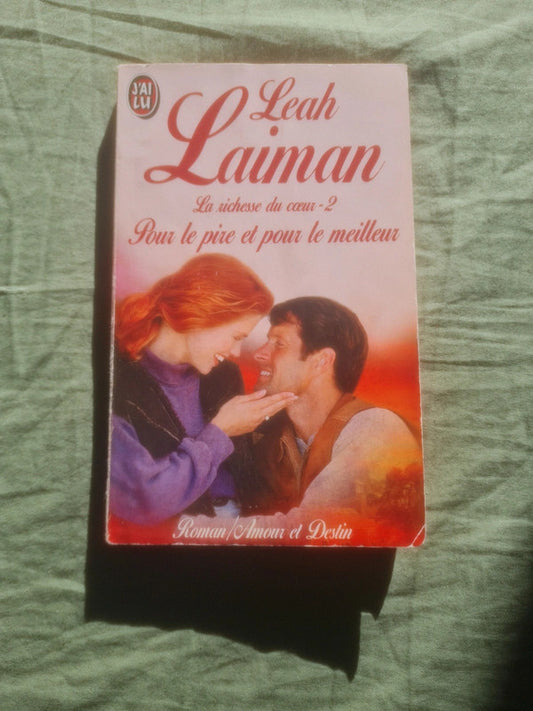 J'AI
LU
Leah
Laiman
La richesse du cœur-2
Pour le pire et pour le meilleur
Roman/Amour et Destin